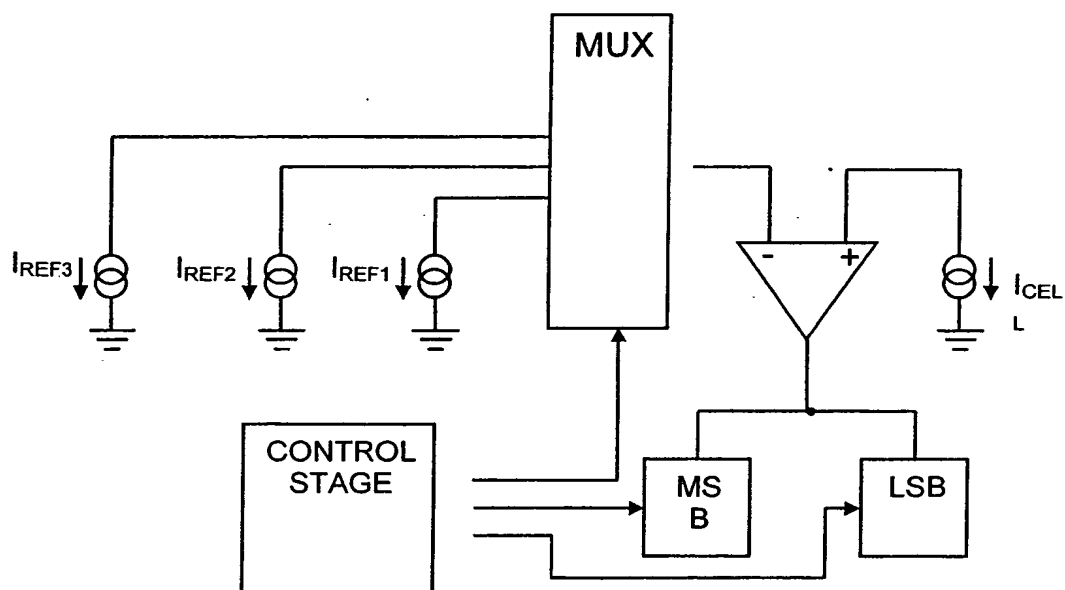 MUX
IREF3
IREF2
IREF1
-
+
ICEL
L
CONTROL
STAGE
MS
B
LSB